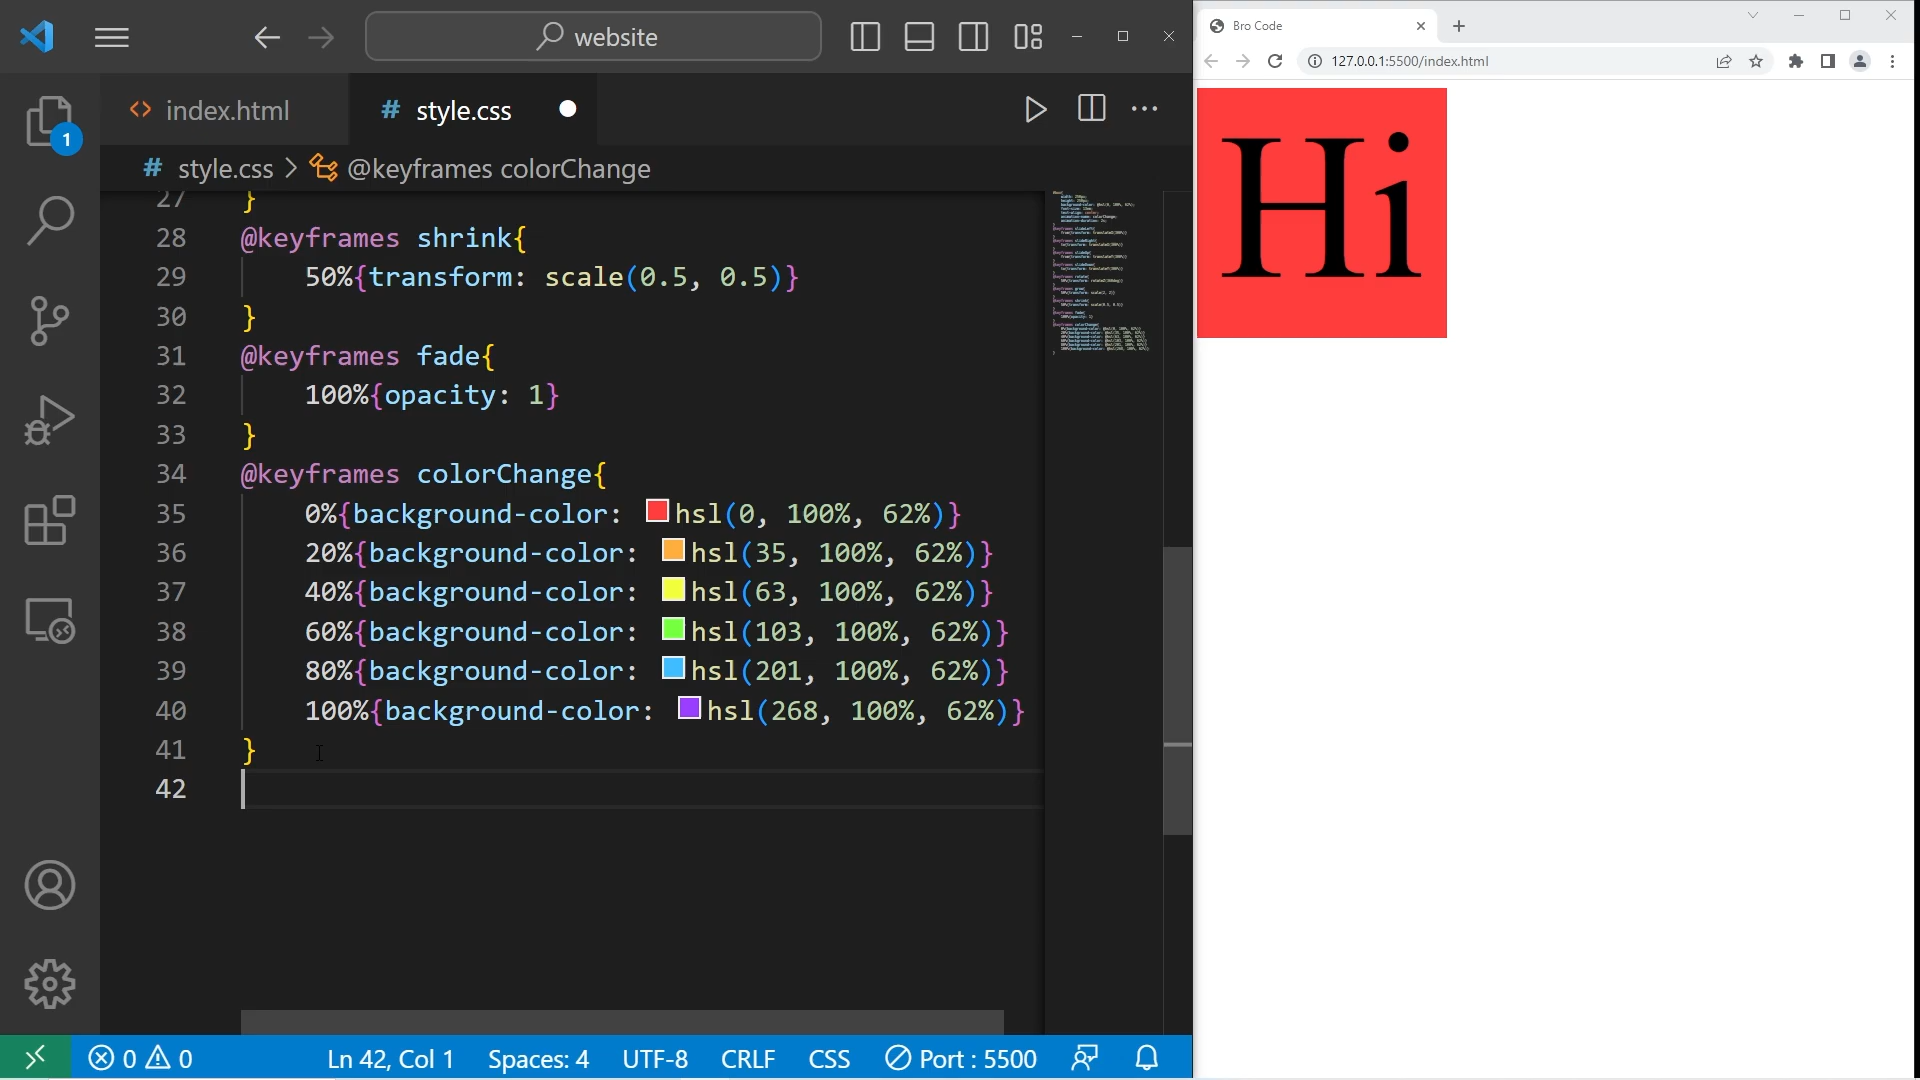 website
index.html
# style.css
# style.css > @keyframes colorChange
27 }
28 @keyframes shrink{
29 50%{transform: scale(0.5, 0.5)}
30 }
31 @keyframes fade{
32 100%{opacity: 1}
33 }
34 @keyframes colorChange{
35 0%{background-color: hsl(0, 100%, 62%)}
36 20%{background-color: hsl(35, 100%, 62%)}
37 40%{background-color: hsl(63, 100%, 62%)}
38 60%{background-color: hsl(103, 100%, 62%)}
39 80%{background-color: hsl(201, 100%, 62%)}
40 100%{background-color: hsl(268, 100%, 62%)}
41 }
42
1
0 0 Ln 42, Col 1 Spaces: 4 UTF-8 CRLF CSS Port : 5500
Bro Code
127.0.0.1:5500/index.html
Hi